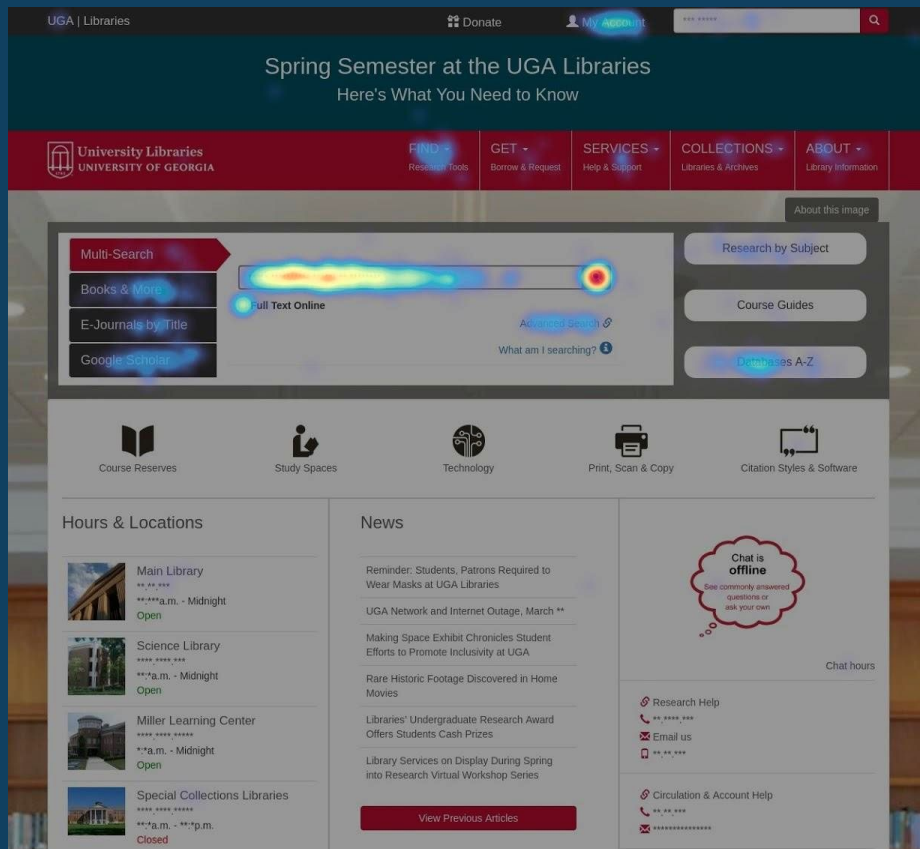 UGA | Libraries
Donate
My Account
*** *****
Spring Semester at the UGA Libraries
Here's What You Need to Know
University Libraries
UNIVERSITY OF GEORGIA
FIND
Research Tools
GET
Borrow & Request
SERVICES
Help & Support
COLLECTIONS
Libraries & Archives
ABOUT
Library Information
About this image
Multi-Search
Books & More
E-Journals by Title
Google Scholar
Full Text Online
Advanced Search
What am I searching?
Research by Subject
Course Guides
Databases A-Z
Course Reserves
Study Spaces
Technology
Print, Scan & Copy
Citation Styles & Software
Hours & Locations
Main Library
**.**.***
**:***a.m. - Midnight
Open
Science Library
****.****.***
**:*a.m. - Midnight
Open
Miller Learning Center
****.****.*****
*:*a.m. - Midnight
Open
Special Collections Libraries
****.****.*****
**:*a.m. - **:*p.m.
Closed
News
Reminder: Students, Patrons Required to
Wear Masks at UGA Libraries
UGA Network and Internet Outage, March **
Making Space Exhibit Chronicles Student
Efforts to Promote Inclusivity at UGA
Rare Historic Footage Discovered in Home
Movies
Libraries' Undergraduate Research Award
Offers Students Cash Prizes
Library Services on Display During Spring
into Research Virtual Workshop Series
View Previous Articles
Chat is
offline
See commonly answered
questions or
ask your own
Chat hours
Research Help
**.****.***
Email us
**.**.***
Circulation & Account Help
**.**.***
***************